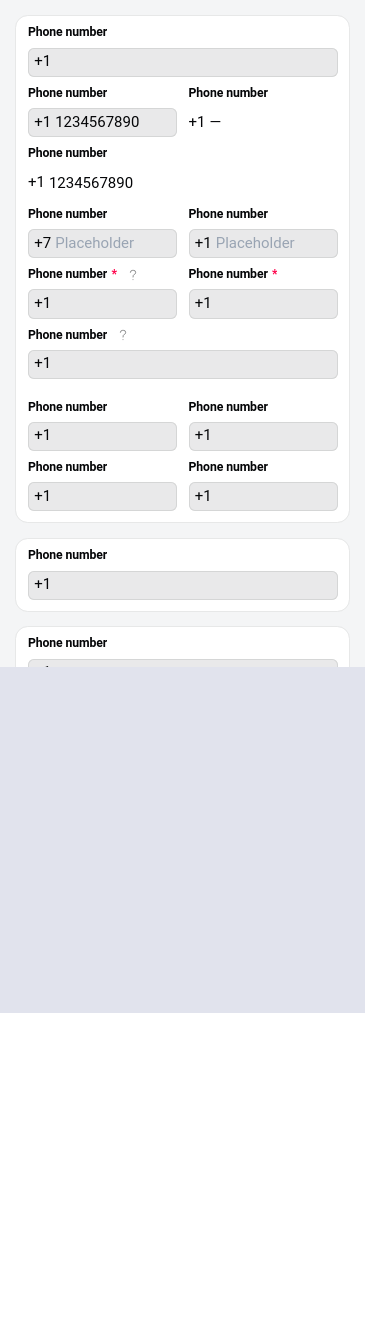 Phone number
+1
Phone number Phone number
+1 1234567890 +1 —
Phone number
+1 1234567890
Phone number Phone number
+7 Placeholder +1 Placeholder
Phone number * ? Phone number *
+1 +1
Phone number ?
+1
Phone number Phone number
+1 +1
Phone number Phone number
+1 +1
Phone number
+1
Phone number